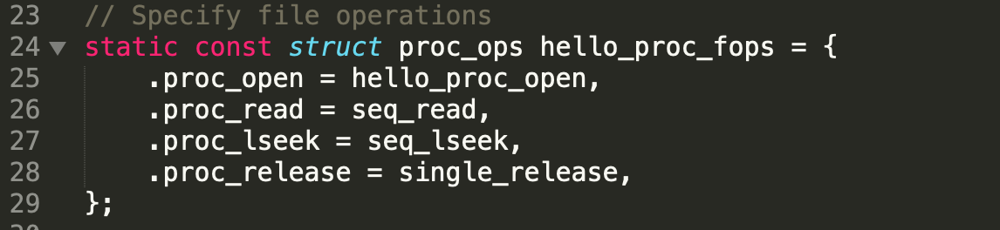 23 // Specify file operations
24 static const struct proc_ops hello_proc_fops = {
25     .proc_open = hello_proc_open,
26     .proc_read = seq_read,
27     .proc_lseek = seq_lseek,
28     .proc_release = single_release,
29 };